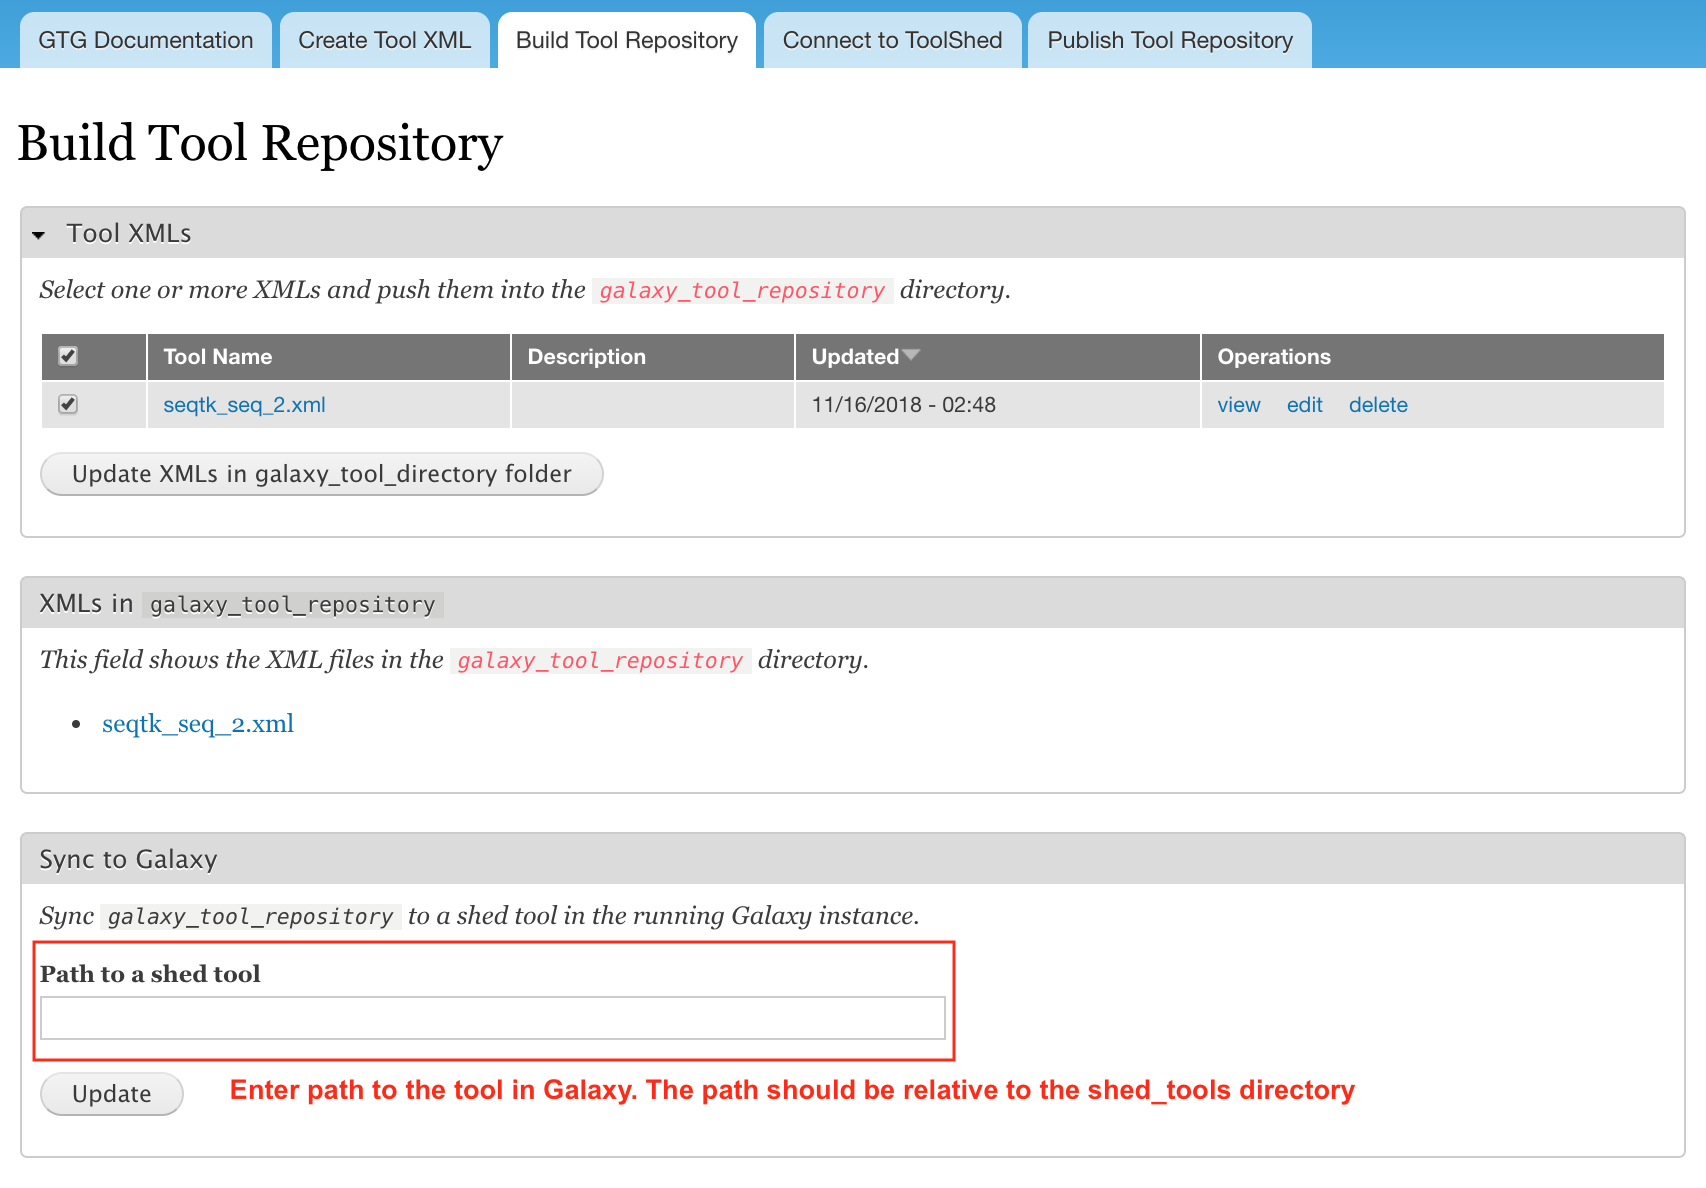 GTG Documentation Create Tool XML Build Tool Repository Connect to ToolShed Publish Tool Repository
Build Tool Repository
Tool XMLs
Select one or more XMLs and push them into the galaxy_tool_repository directory.
Tool Name Description Updated Operations
seqtk_seq_2.xml 11/16/2018 - 02:48 view edit delete
Update XMLs in galaxy_tool_directory folder
XMLs in galaxy_tool_repository
This field shows the XML files in the galaxy_tool_repository directory.
seqtk_seq_2.xml
Sync to Galaxy
Sync galaxy_tool_repository to a shed tool in the running Galaxy instance.
Path to a shed tool
Update Enter path to the tool in Galaxy. The path should be relative to the shed_tools directory